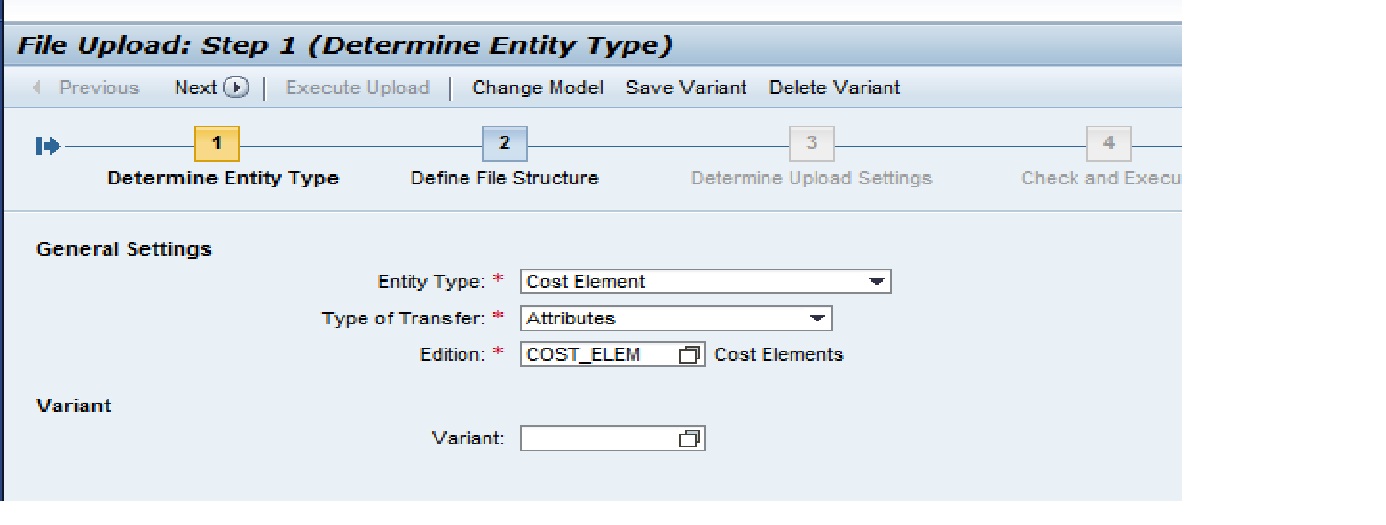 File Upload: Step 1 (Determine Entity Type)
Previous Next Execute Upload Change Model Save Variant Delete Variant
1 2 3 4
Determine Entity Type Define File Structure Determine Upload Settings Check and Execu
General Settings
Entity Type: * Cost Element
Type of Transfer: * Attributes
Edition: * COST_ELEM Cost Elements
Variant
Variant: